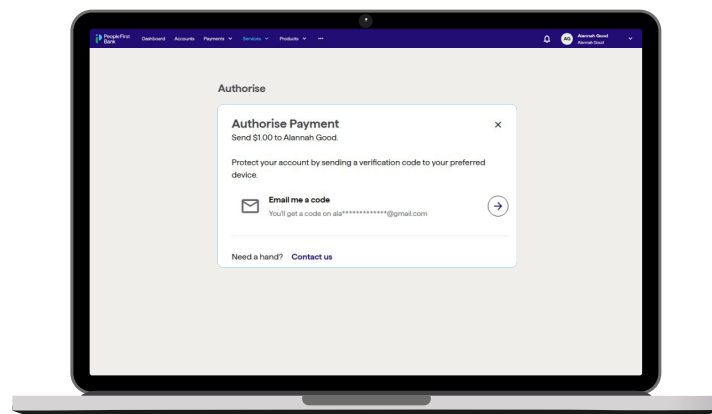 People First
Bank
Dashboard Accounts Payments Services Products ...
AG
Alannah Good
Alannah Good
Authorise
Authorise Payment
Send $1.00 to Alannah Good.
Protect your account by sending a verification code to your preferred
device.
Email me a code
You'll get a code on ala*************@gmail.com
Need a hand? Contact us